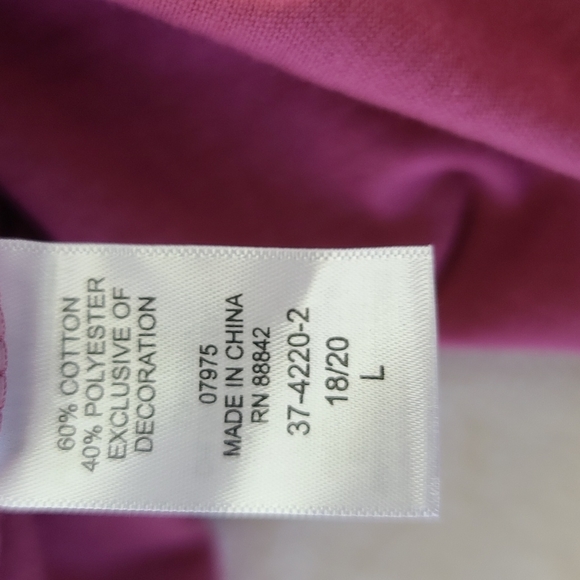 60% COTTON
40% POLYESTER
EXCLUSIVE OF
DECORATION
07975
MADE IN CHINA
RN 88842
37-4220-2
18/20
L